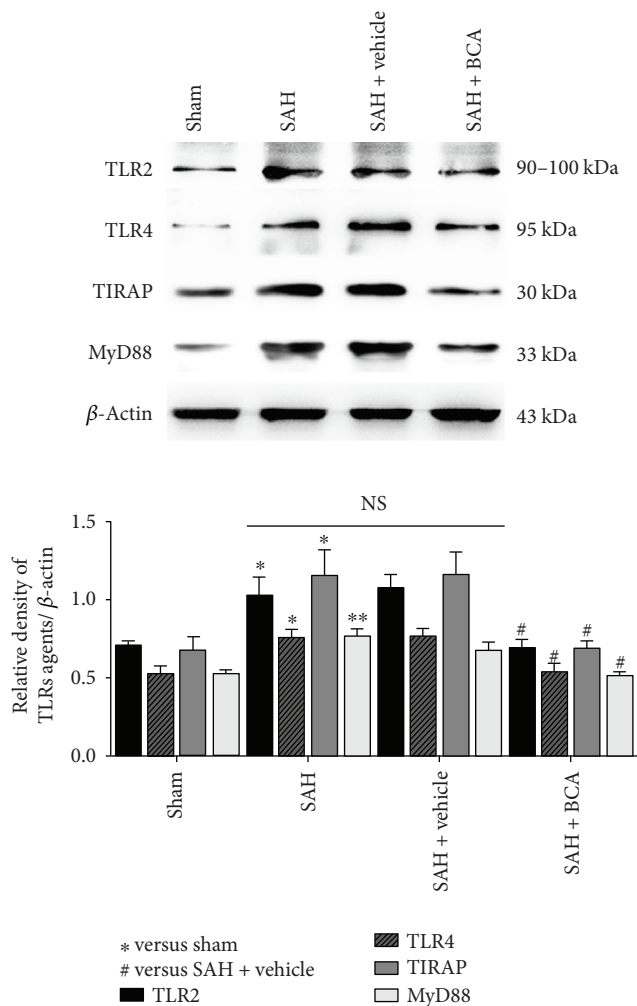 Sham
SAH
SAH + vehicle
SAH + BCA
TLR2 90–100 kDa
TLR4 95 kDa
TIRAP 30 kDa
MyD88 33 kDa
β-Actin 43 kDa
NS
Relative density of
TLRs agents/ β-actin
1.5
1.0
0.5
0.0
* * * **
# # # #
Sham
SAH
SAH + vehicle
SAH + BCA
* versus sham
# versus SAH + vehicle
TLR2
TLR4
TIRAP
MyD88